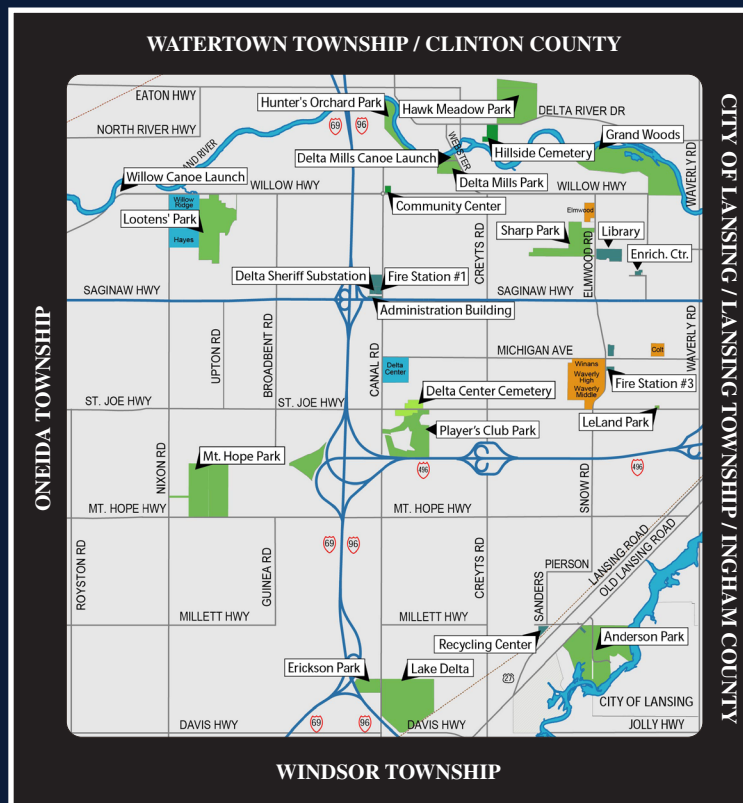 WATERTOWN TOWNSHIP / CLINTON COUNTY
EATON HWY
Hunter's Orchard Park
Hawk Meadow Park
DELTA RIVER DR
NORTH RIVER HWY
69
96
WEBSTER
Grand Woods
Hillside Cemetery
Delta Mills Canoe Launch
WAVERLY RD
ND RIVER
Willow Canoe Launch
Delta Mills Park
WILLOW HWY
WILLOW HWY
Willow
Ridge
Community Center
Lootens' Park
Hayes
Elmwood
Sharp Park
Library
CREYTS RD
ELMWOOD RD
Enrich. Ctr.
Delta Sheriff Substation
Fire Station #1
SAGINAW HWY
SAGINAW HWY
Administration Building
UPTON RD
BROADBENT RD
CANAL RD
WAVERLY RD
MICHIGAN AVE
Colt
Delta
Center
Winans
Waverly
High
Waverly
Middle
Fire Station #3
Delta Center Cemetery
ST. JOE HWY
ST. JOE HWY
LeLand Park
Player's Club Park
NIXON RD
Mt. Hope Park
496
496
SNOW RD
MT. HOPE HWY
MT. HOPE HWY
69
96
CREYTS RD
LANSING ROAD
OLD LANSING ROAD
ROYSTON RD
GUINEA RD
PIERSON
SANDERS
MILLETT HWY
MILLETT HWY
Recycling Center
Anderson Park
Erickson Park
Lake Delta
27
CITY OF LANSING
DAVIS HWY
69
96
DAVIS HWY
JOLLY HWY
ONEIDA TOWNSHIP
CITY OF LANSING / LANSING TOWNSHIP / INGHAM COUNTY
WINDSOR TOWNSHIP